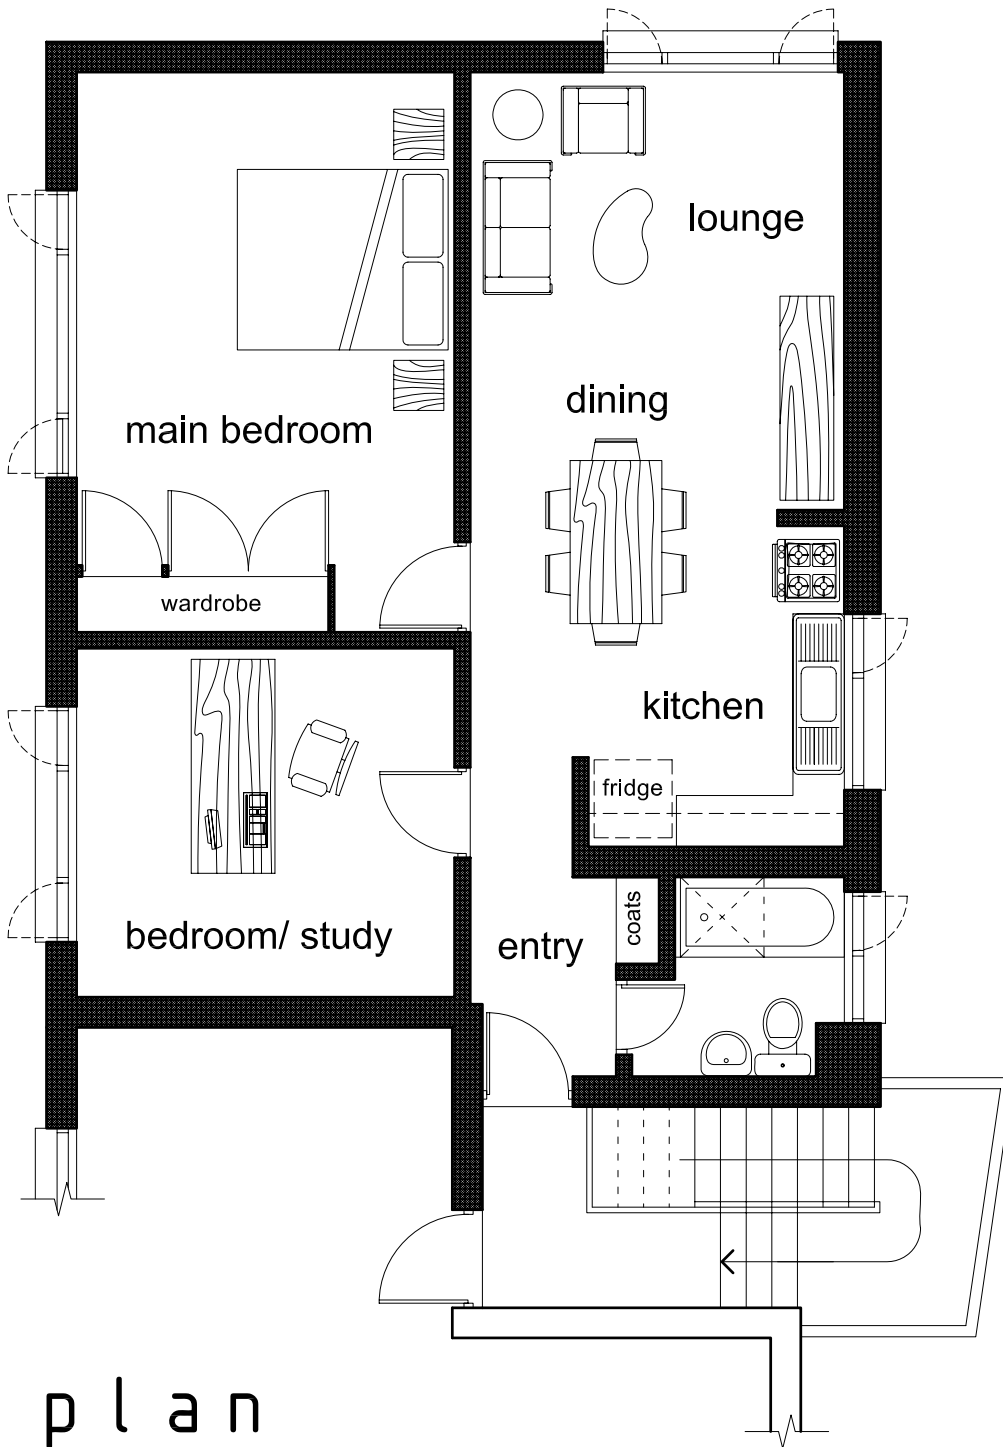 lounge
dining
main bedroom
wardrobe
kitchen
fridge
coats
bedroom/ study
entry
plan